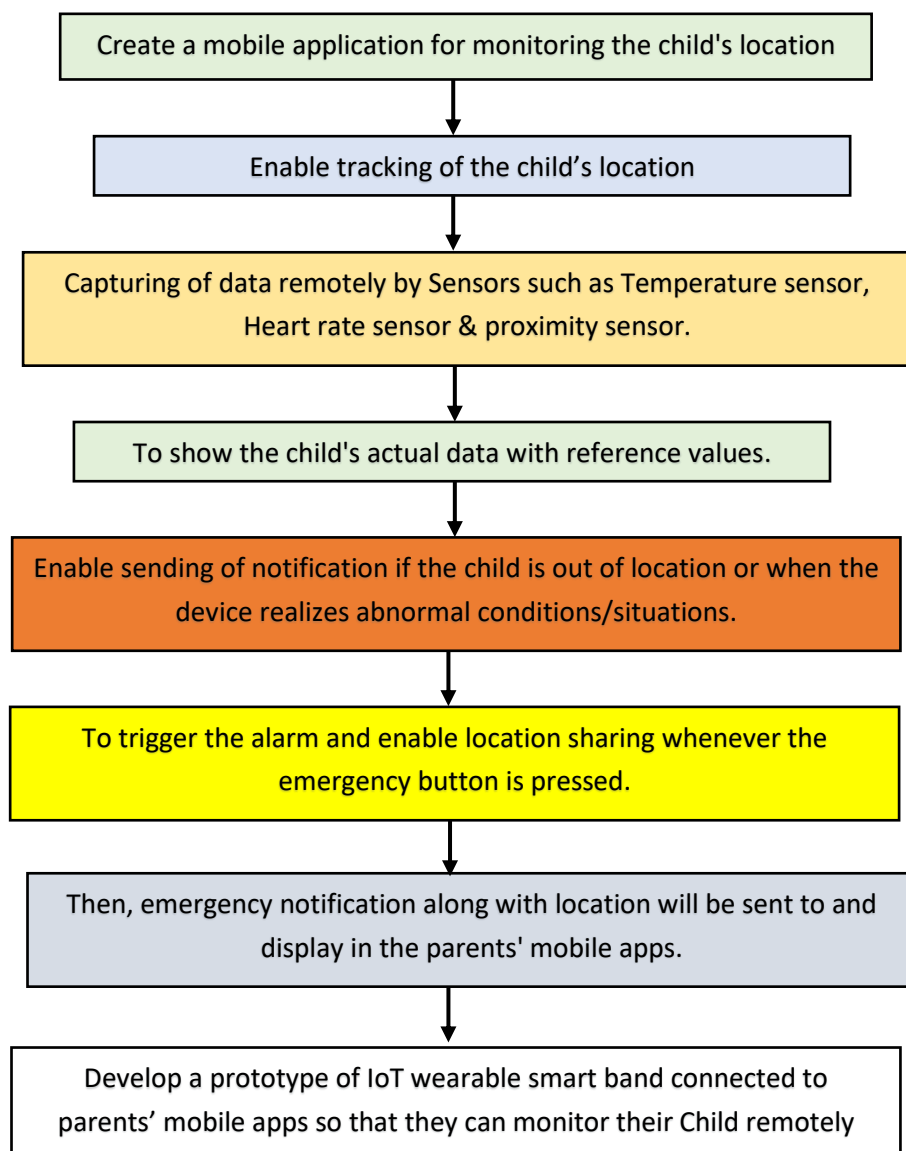 Create a mobile application for monitoring the child's location
Enable tracking of the child’s location
Capturing of data remotely by Sensors such as Temperature sensor,
Heart rate sensor & proximity sensor.
To show the child's actual data with reference values.
Enable sending of notification if the child is out of location or when the
device realizes abnormal conditions/situations.
To trigger the alarm and enable location sharing whenever the
emergency button is pressed.
Then, emergency notification along with location will be sent to and
display in the parents' mobile apps.
Develop a prototype of IoT wearable smart band connected to
parents’ mobile apps so that they can monitor their Child remotely